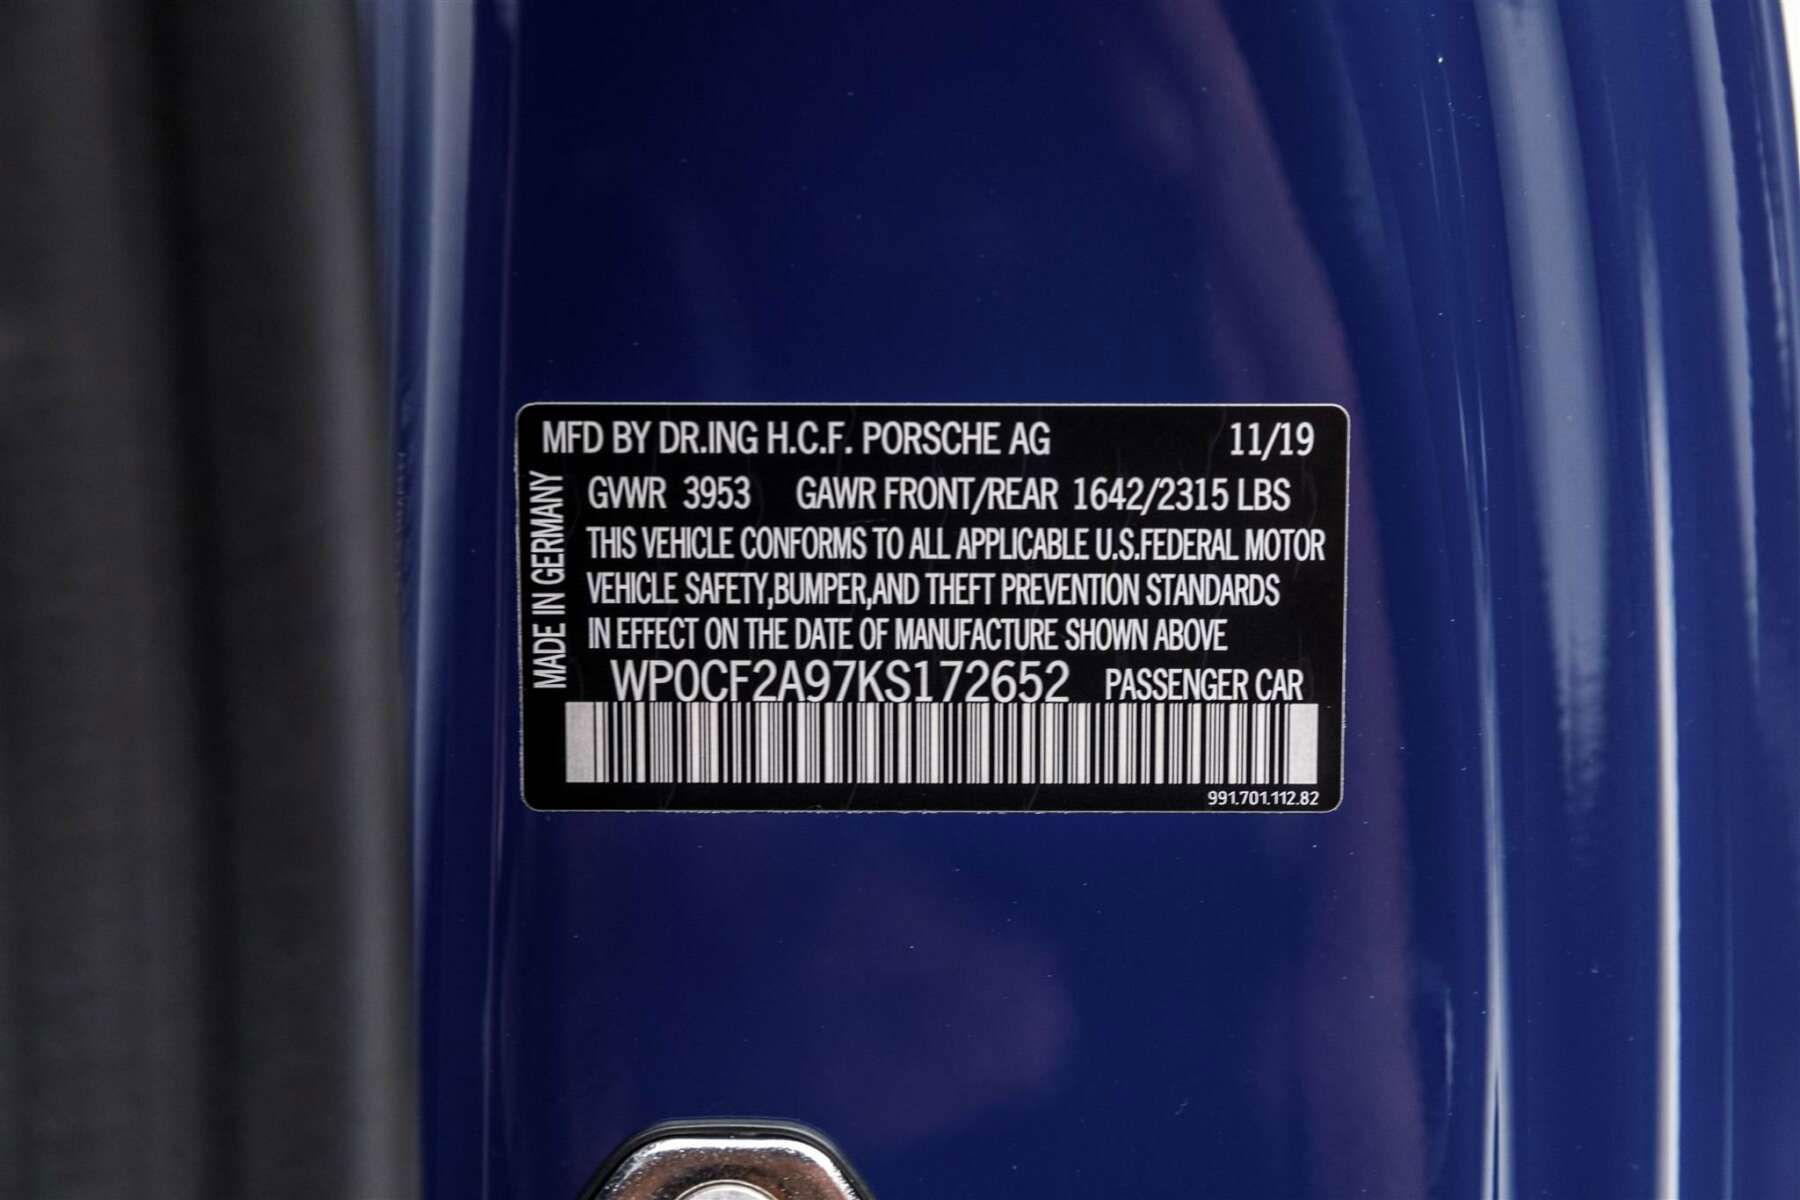 MFD BY DR.ING H.C.F. PORSCHE AG 11/19
GVWR 3953 GAWR FRONT/REAR 1642/2315 LBS
THIS VEHICLE CONFORMS TO ALL APPLICABLE U.S.FEDERAL MOTOR
VEHICLE SAFETY,BUMPER,AND THEFT PREVENTION STANDARDS
IN EFFECT ON THE DATE OF MANUFACTURE SHOWN ABOVE
WP0CF2A97KS172652 PASSENGER CAR
991.701.112.82
MADE IN GERMANY